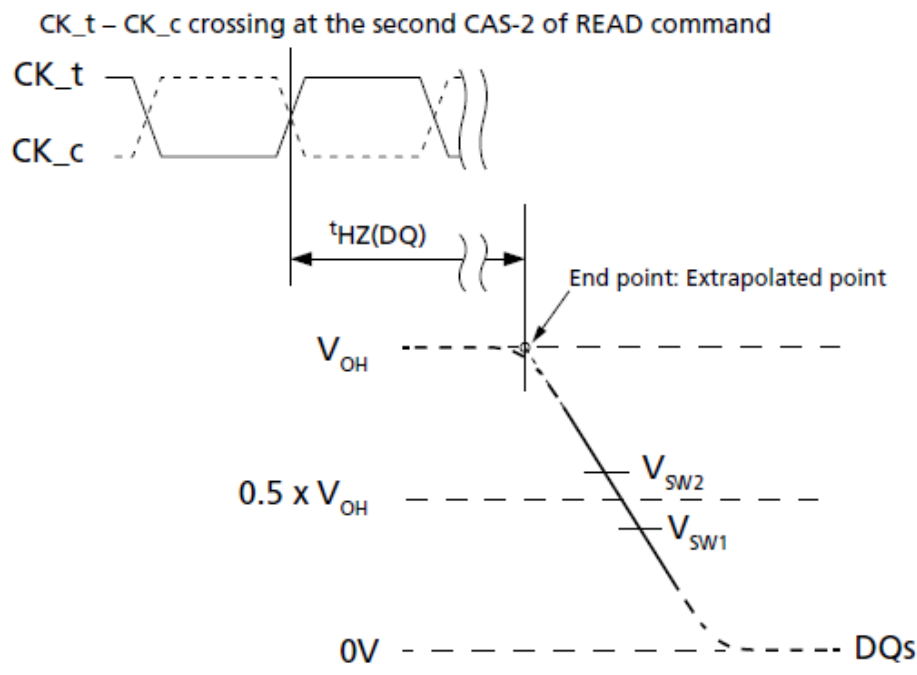 CK_t – CK_c crossing at the second CAS-2 of READ command
CK_t
CK_c
tHZ(DQ)
End point: Extrapolated point
VOH
VSW2
0.5 x VOH
VSW1
0V
DQs